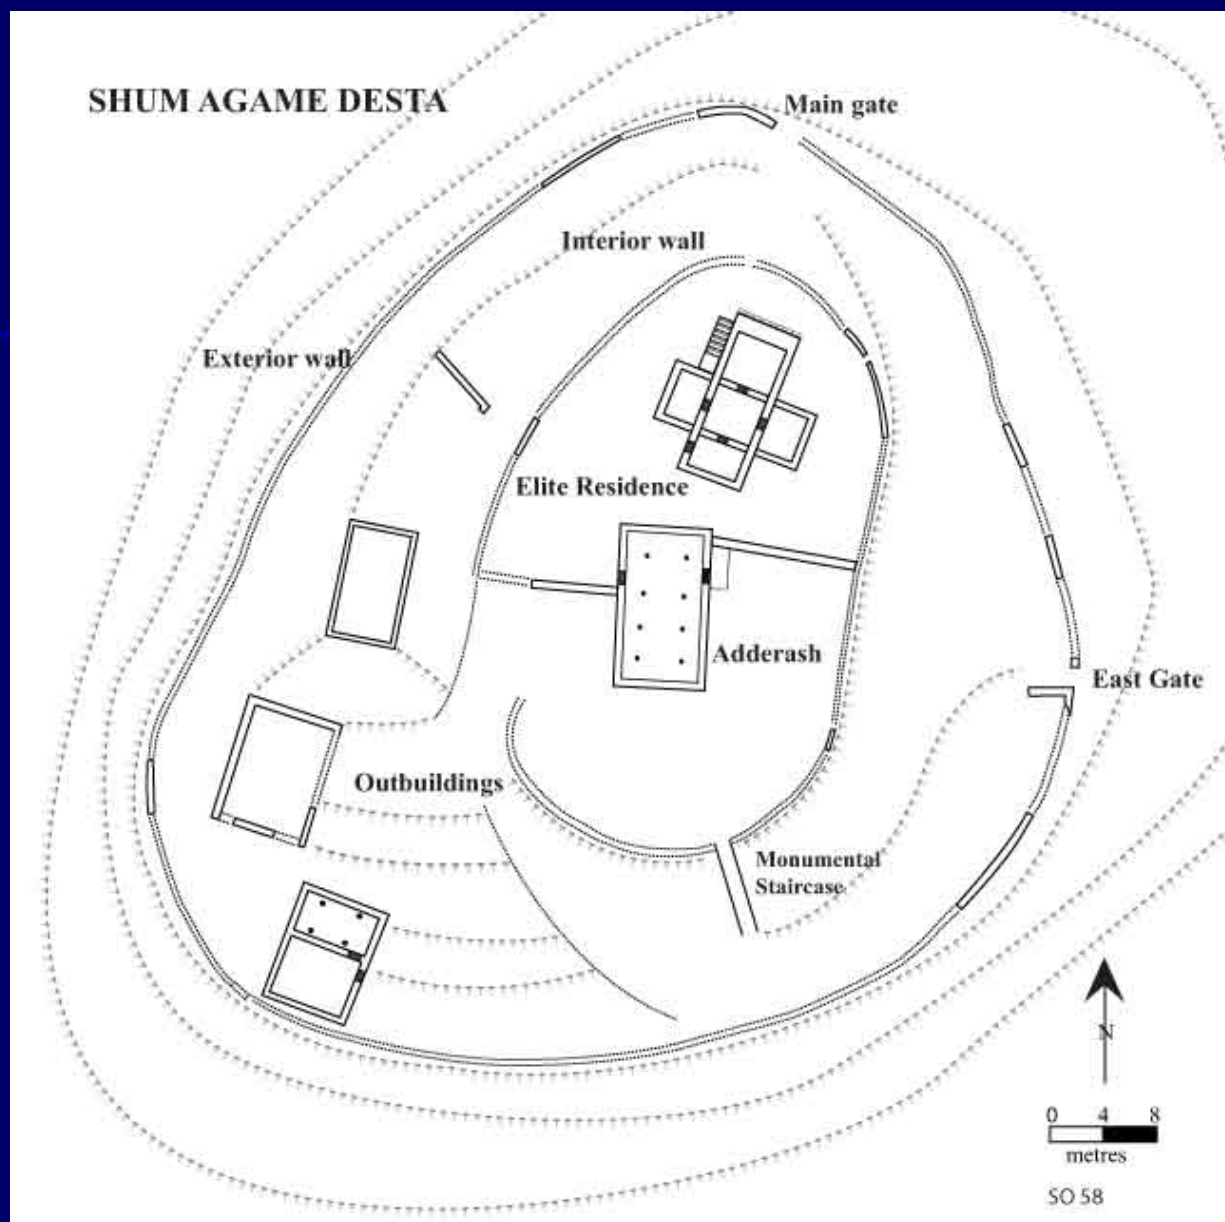 SHUM AGAME DESTA
Main gate
Interior wall
Exterior wall
Elite Residence
Adderash
East Gate
Outbuildings
Monumental
Staircase
N
0 4 8
metres
SO 58